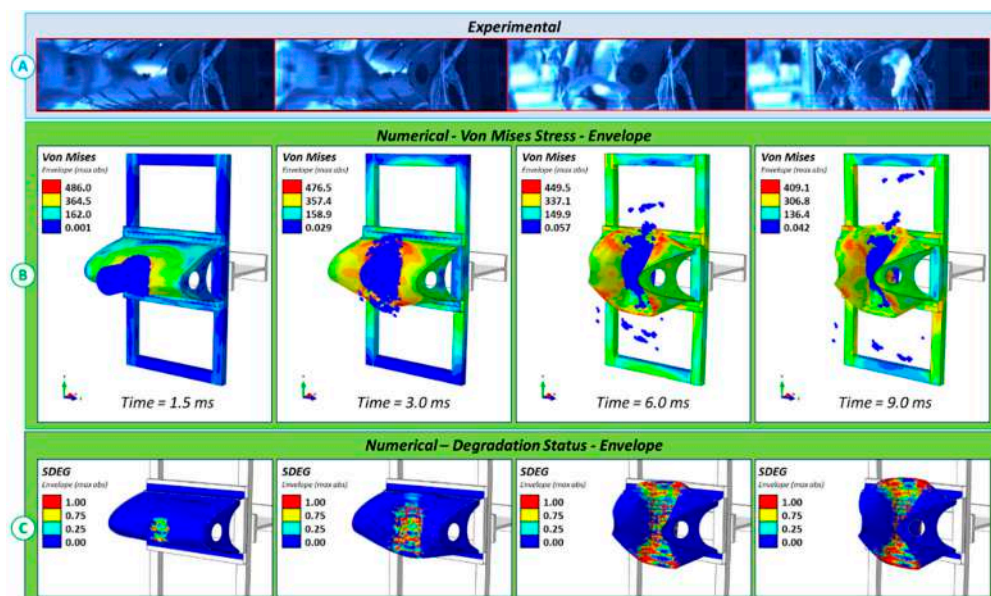 Experimental
A
Numerical - Von Mises Stress - Envelope
B
Von Mises
Envelope (max abs)
486.0
364.5
162.0
0.001
Time = 1.5 ms
Von Mises
Envelope (max abs)
476.5
357.4
158.9
0.029
Time = 3.0 ms
Von Mises
Envelope (max abs)
449.5
337.1
149.9
0.057
Time = 6.0 ms
Von Mises
Envelope (max abs)
409.1
306.8
136.4
0.042
Time = 9.0 ms
Numerical – Degradation Status - Envelope
C
SDEG
Envelope (max abs)
1.00
0.75
0.25
0.00
SDEG
Envelope (max abs)
1.00
0.75
0.25
0.00
SDEG
Envelope (max abs)
1.00
0.75
0.25
0.00
SDEG
Envelope (max abs)
1.00
0.75
0.25
0.00